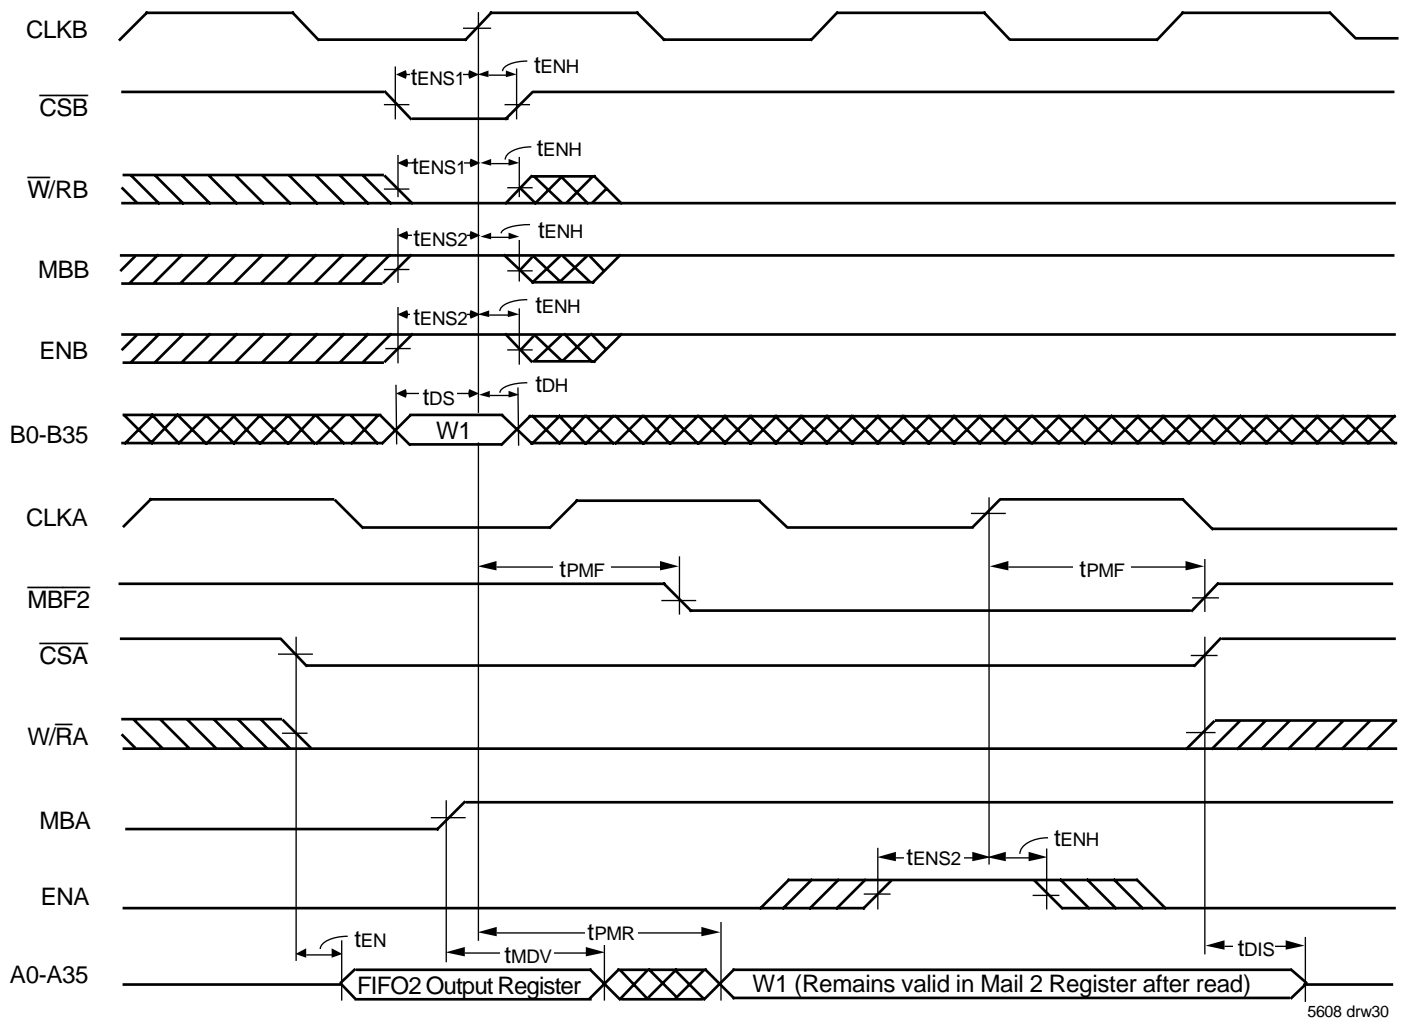 CLKB
tENS1 tENH
CSB
tENS1 tENH
W/RB
tENS2 tENH
MBB
tENS2 tENH
ENB
tDS tDH
B0-B35 W1
CLKA
tPMF tPMF
MBF2
CSA
W/RA
MBA
tENS2 tENH
ENA
tEN tMDV tPMR tDIS
A0-A35 FIFO2 Output Register W1 (Remains valid in Mail 2 Register after read)
5608 drw30